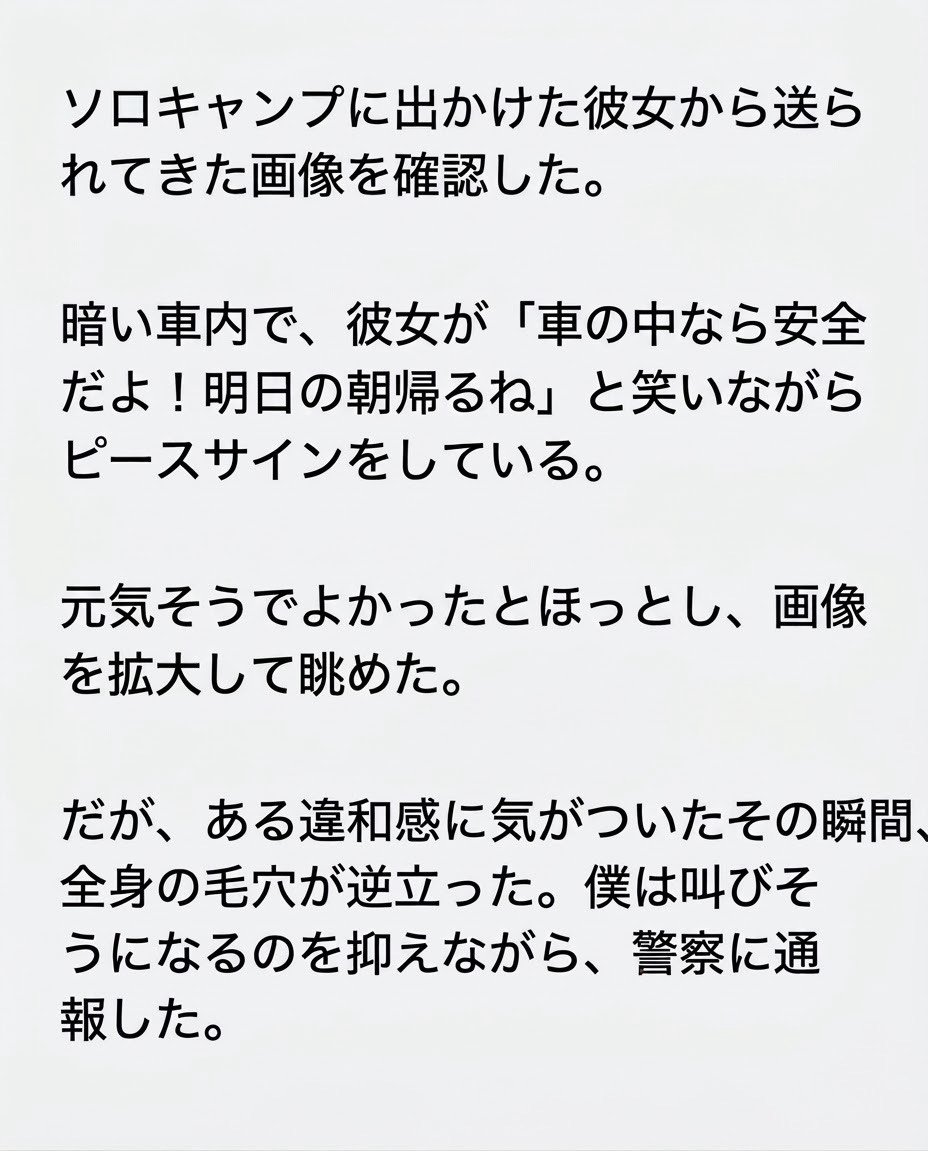 ソロキャンプに出かけた彼女から送ら
れてきた画像を確認した。
暗い車内で、彼女が「車の中なら安全
だよ！明日の朝帰るね」と笑いながら
ピースサインをしている。
元気そうでよかったとほっとし、画像
を拡大して眺めた。
だが、ある違和感に気がついたその瞬間、
全身の毛穴が逆立った。僕は叫びそ
うになるのを抑えながら、警察に通
報した。